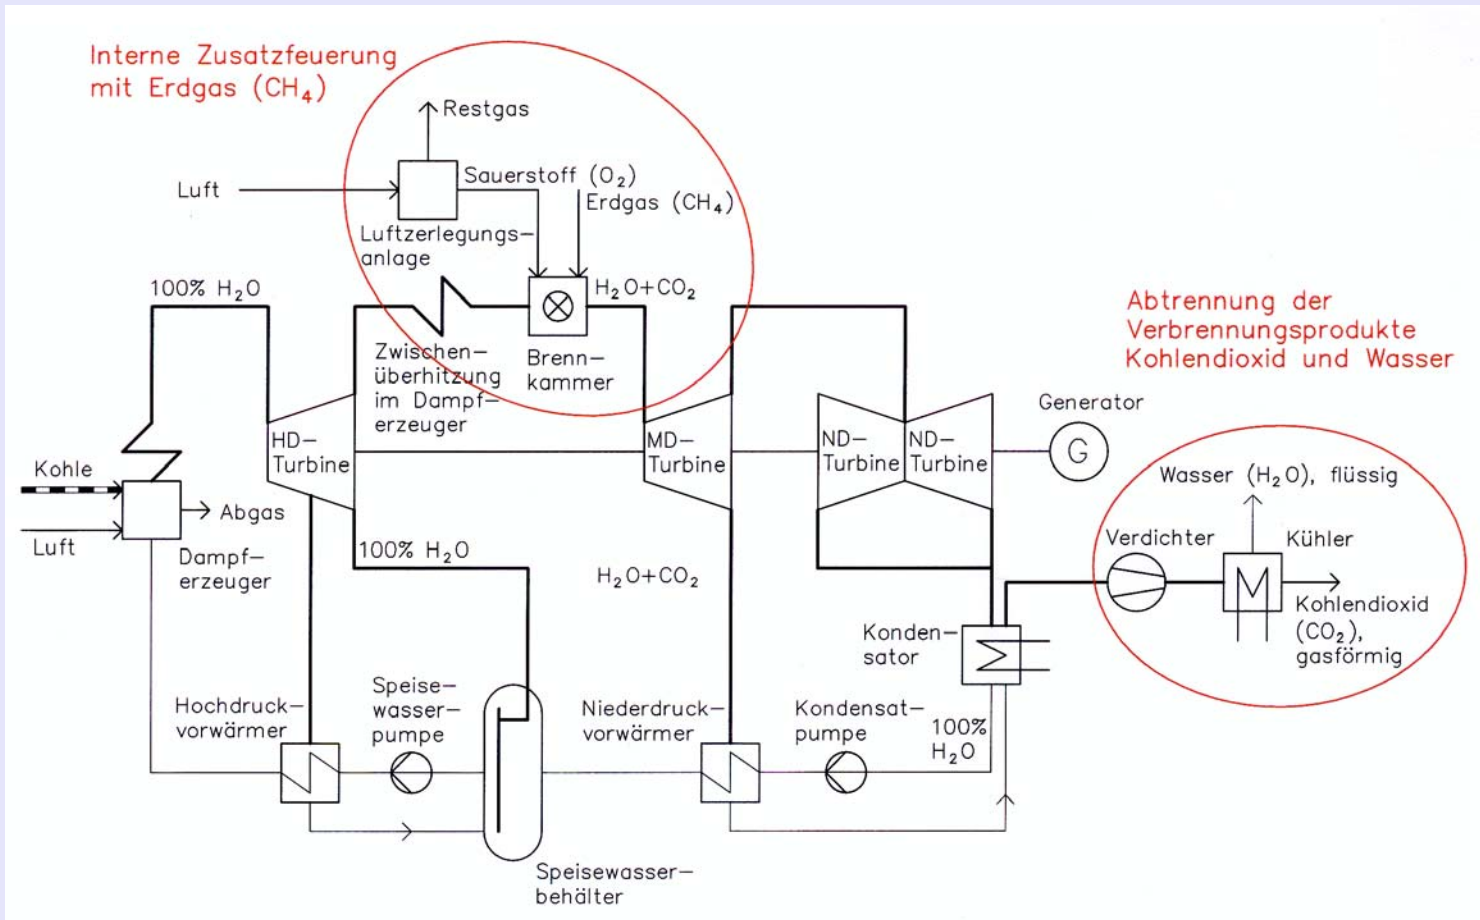 Interne Zusatzfeuerung
mit Erdgas (CH₄)
Restgas
Luft
Sauerstoff (O₂)
Erdgas (CH₄)
Luftzerlegungs–
anlage
100% H₂O
H₂O+CO₂
Zwischen–
überhitzung
im Dampf–
erzeuger
Brenn–
kammer
Abtrennung der
Verbrennungsprodukte
Kohlendioxid und Wasser
Generator
G
HD–
Turbine
MD–
Turbine
ND–
Turbine
ND–
Turbine
Kohle
Luft
Abgas
Dampf–
erzeuger
100% H₂O
H₂O+CO₂
Wasser (H₂O), flüssig
Verdichter
Kühler
Kohlendioxid
(CO₂),
gasförmig
Konden–
sator
Hochdruck–
vorwärmer
Speise–
wasser–
pumpe
Niederdruck–
vorwärmer
Kondensat–
pumpe
100%
H₂O
Speisewasser–
behälter